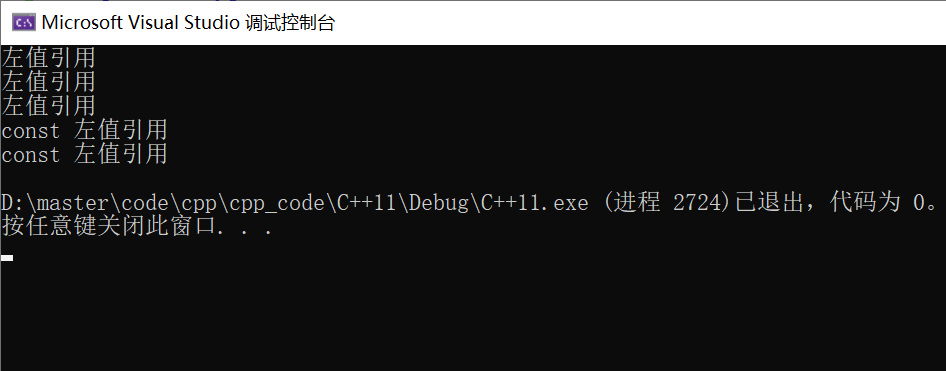 Microsoft Visual Studio 调试控制台
左值引用
左值引用
左值引用
const 左值引用
const 左值引用
D:\master\code\cpp\cpp_code\C++11\Debug\C++11.exe (进程 2724)已退出，代码为 0。
按任意键关闭此窗口. . .